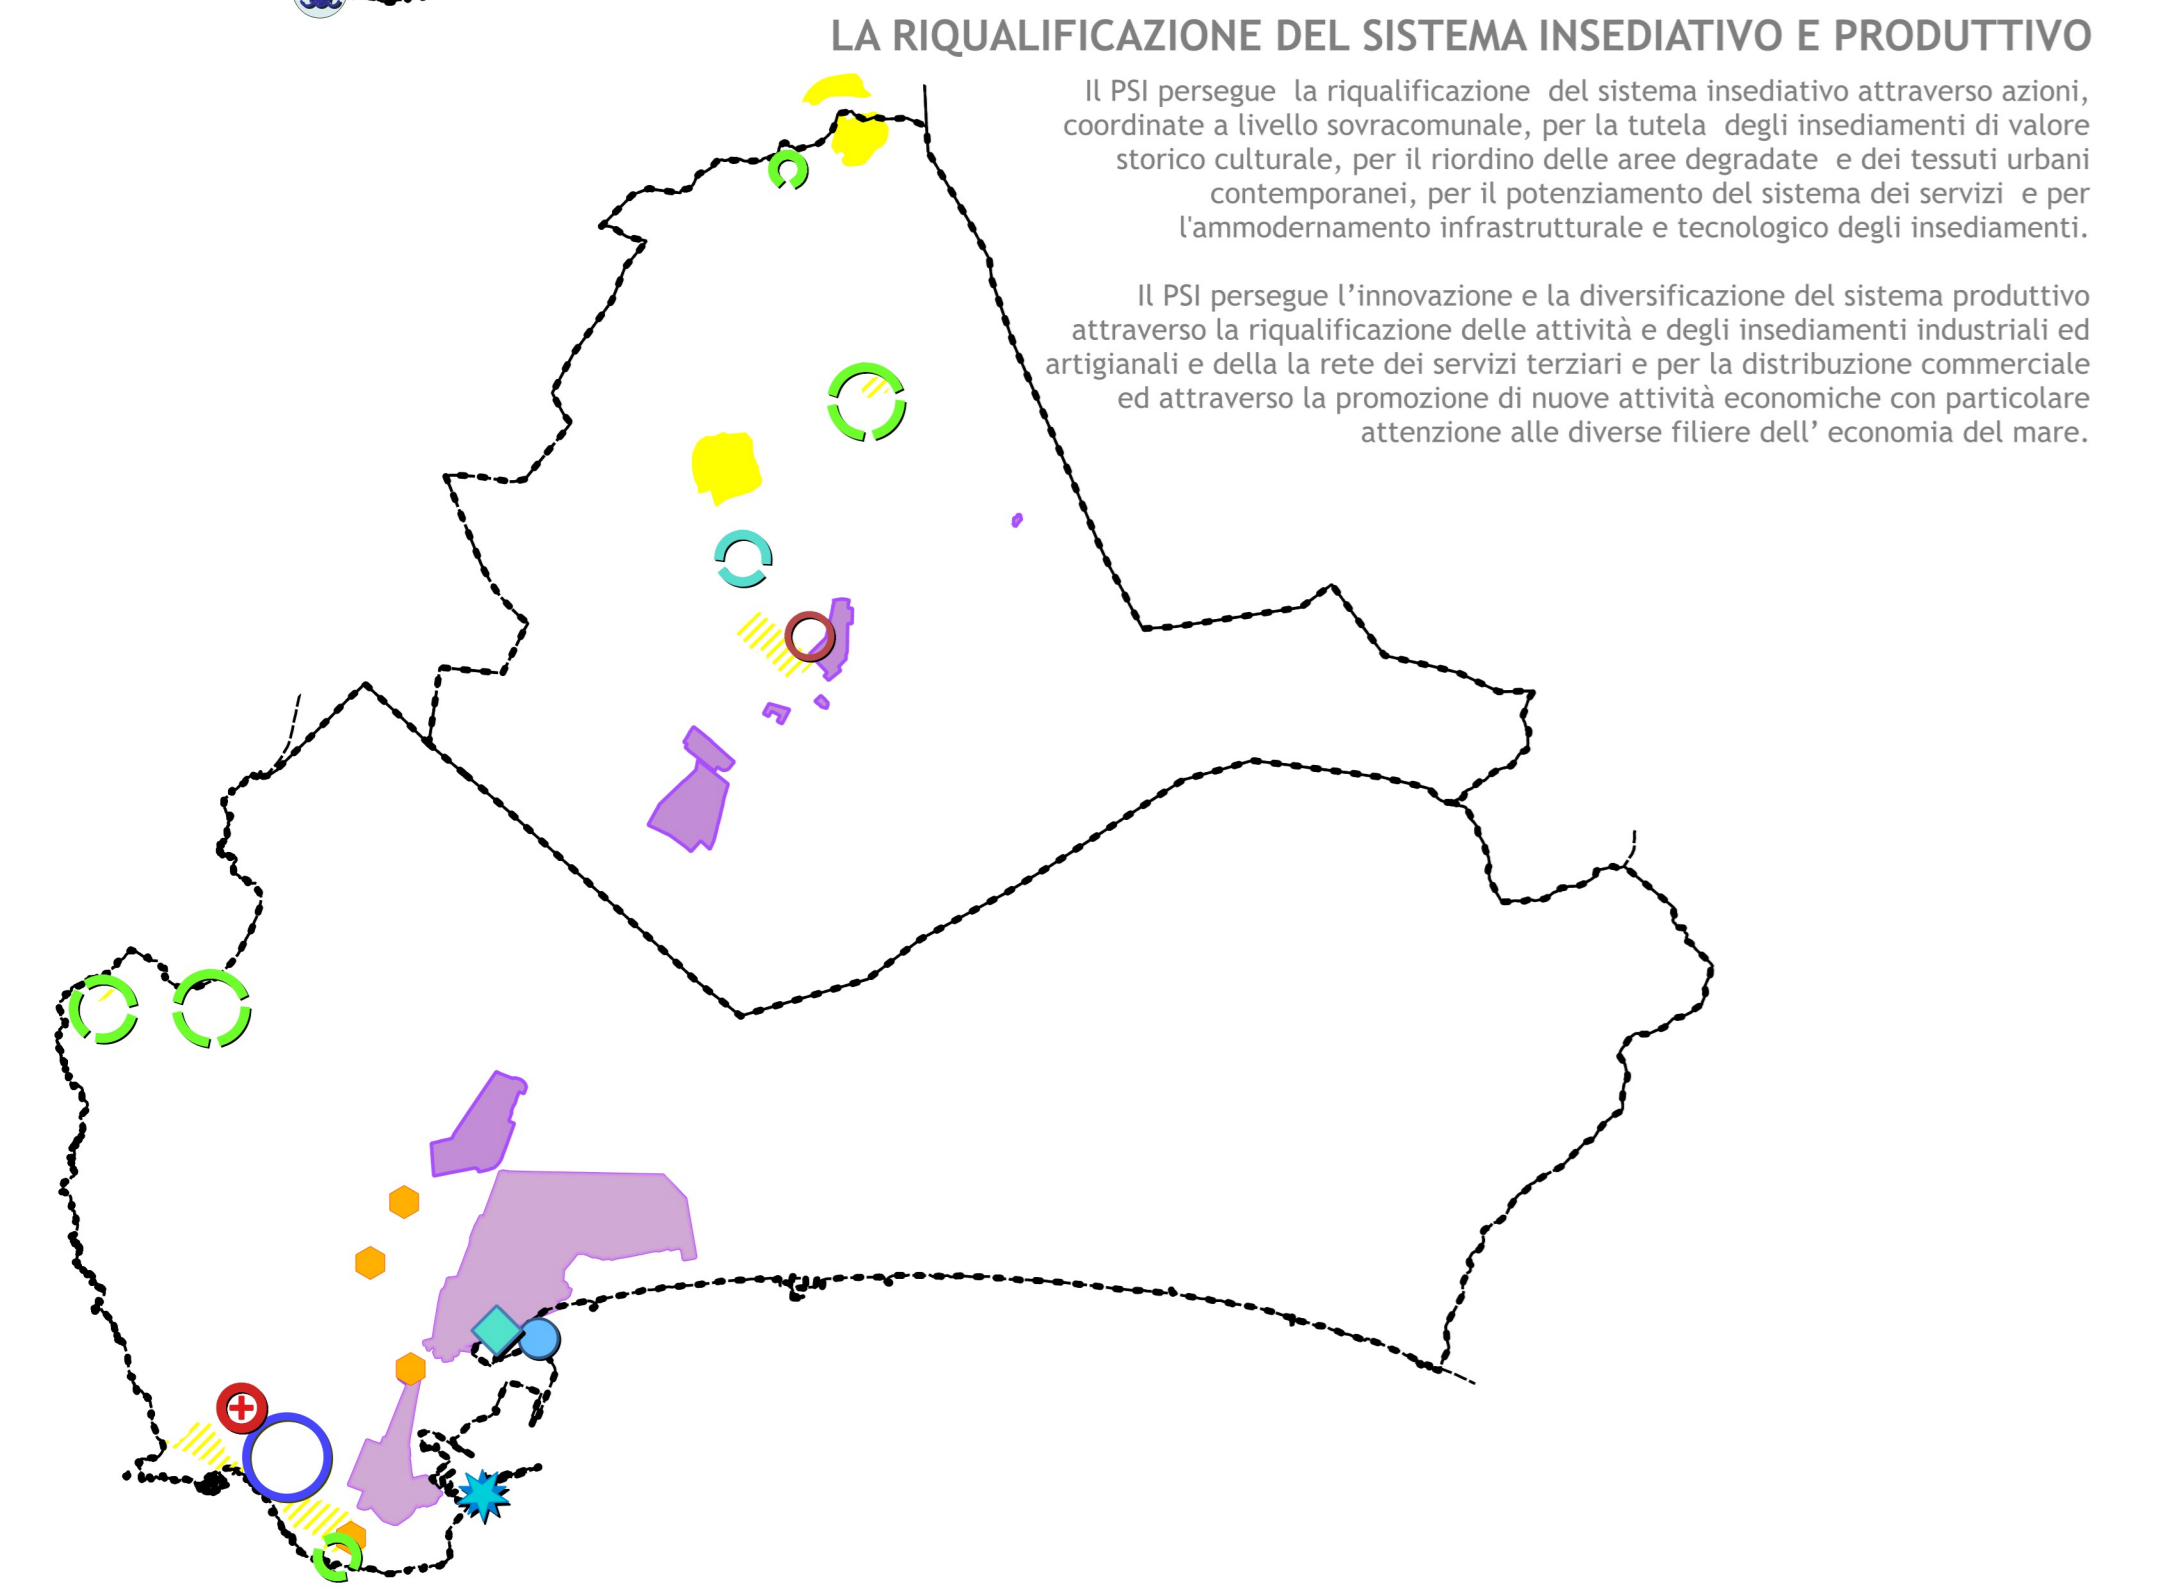 LA RIQUALIFICAZIONE DEL SISTEMA INSEDIATIVO E PRODUTTIVO
Il PSI persegue la riqualificazione del sistema insediativo attraverso azioni,
coordinate a livello sovracomunale, per la tutela degli insediamenti di valore
storico culturale, per il riordino delle aree degradate e dei tessuti urbani
contemporanei, per il potenziamento del sistema dei servizi e per
l'ammodernamento infrastrutturale e tecnologico degli insediamenti.
Il PSI persegue l’innovazione e la diversificazione del sistema produttivo
attraverso la riqualificazione delle attività e degli insediamenti industriali ed
artigianali e della la rete dei servizi terziari e per la distribuzione commerciale
ed attraverso la promozione di nuove attività economiche con particolare
attenzione alle diverse filiere dell’ economia del mare.